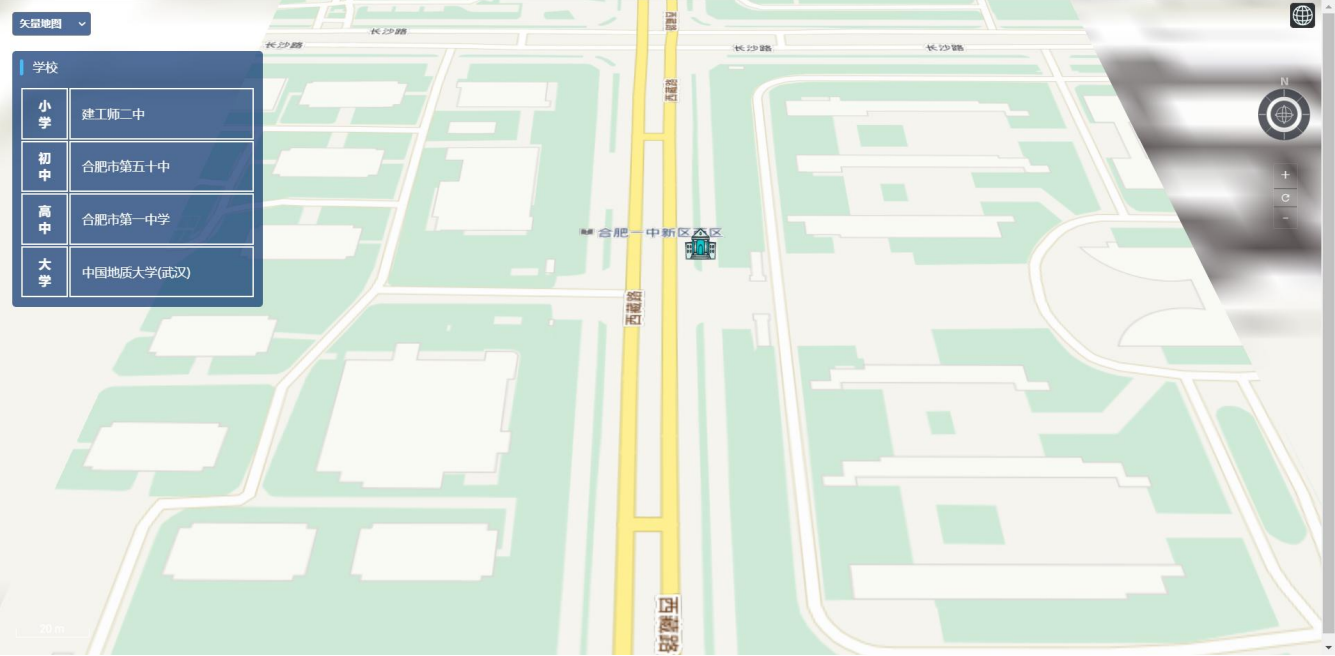 矢量地图
学校
小学
建工师二中
初中
合肥市第五十中
高中
合肥市第一中学
大学
中国地质大学(武汉)
长沙路
长沙路
长沙路
长沙路
西藏路
西藏路
合肥一中新区
区
西藏路
西藏路
N
+
-
20 m